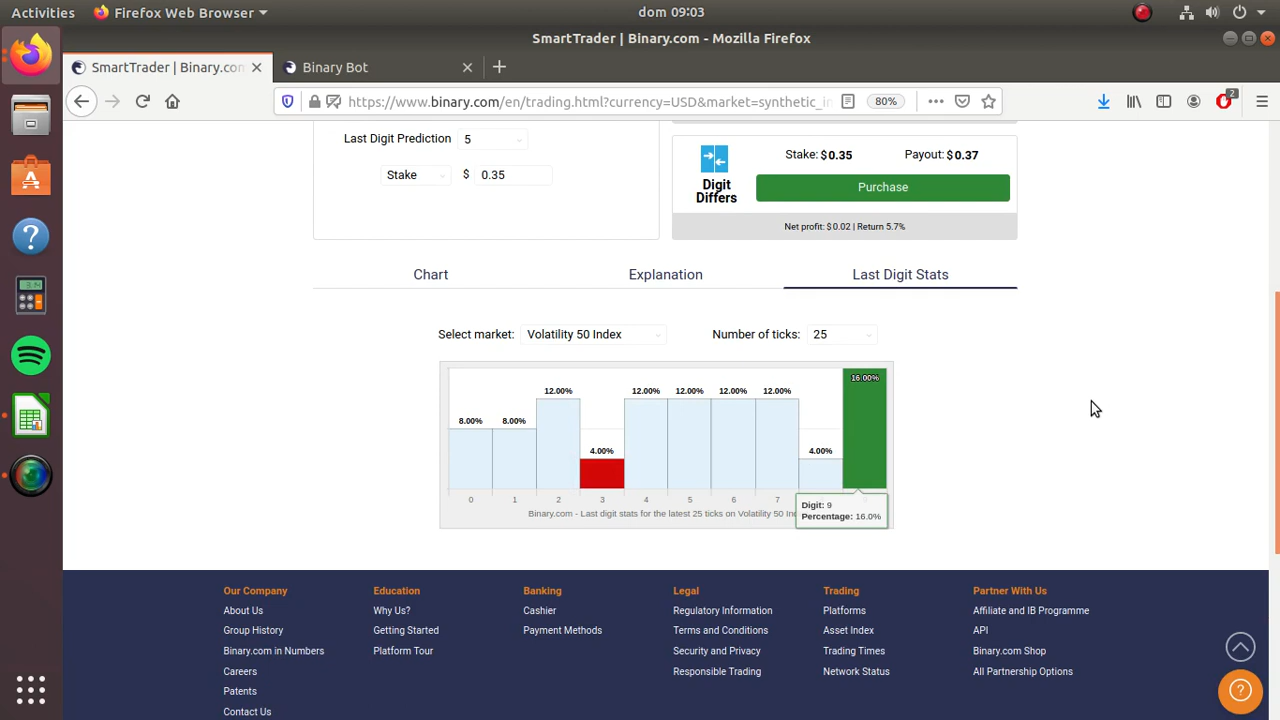 Activities Firefox Web Browser dom 09:03
SmartTrader | Binary.com - Mozilla Firefox
SmartTrader | Binary.com Binary Bot
https://www.binary.com/en/trading.html?currency=USD&market=synthetic_in 80% 2
Last Digit Prediction 5
Stake $ 0.35
Stake: $0.35 Payout: $0.37
Digit
Differs
Purchase
Net profit: $0.02 | Return 5.7%
Chart Explanation Last Digit Stats
Select market: Volatility 50 Index Number of ticks: 25
8.00% 8.00% 12.00% 4.00% 12.00% 12.00% 12.00% 12.00% 4.00% 16.00%
0 1 2 3 4 5 6 7
Binary.com - Last digit stats for the latest 25 ticks on Volatility 50
Digit: 9
Percentage: 16.0%
Our Company Education Banking Legal Trading Partner With Us
About Us Why Us? Cashier Regulatory Information Platforms Affiliate and IB Programme
Group History Getting Started Payment Methods Terms and Conditions Asset Index API
Binary.com in Numbers Platform Tour Security and Privacy Trading Times Binary.com Shop
Careers Responsible Trading Network Status All Partnership Options
Patents
Contact Us